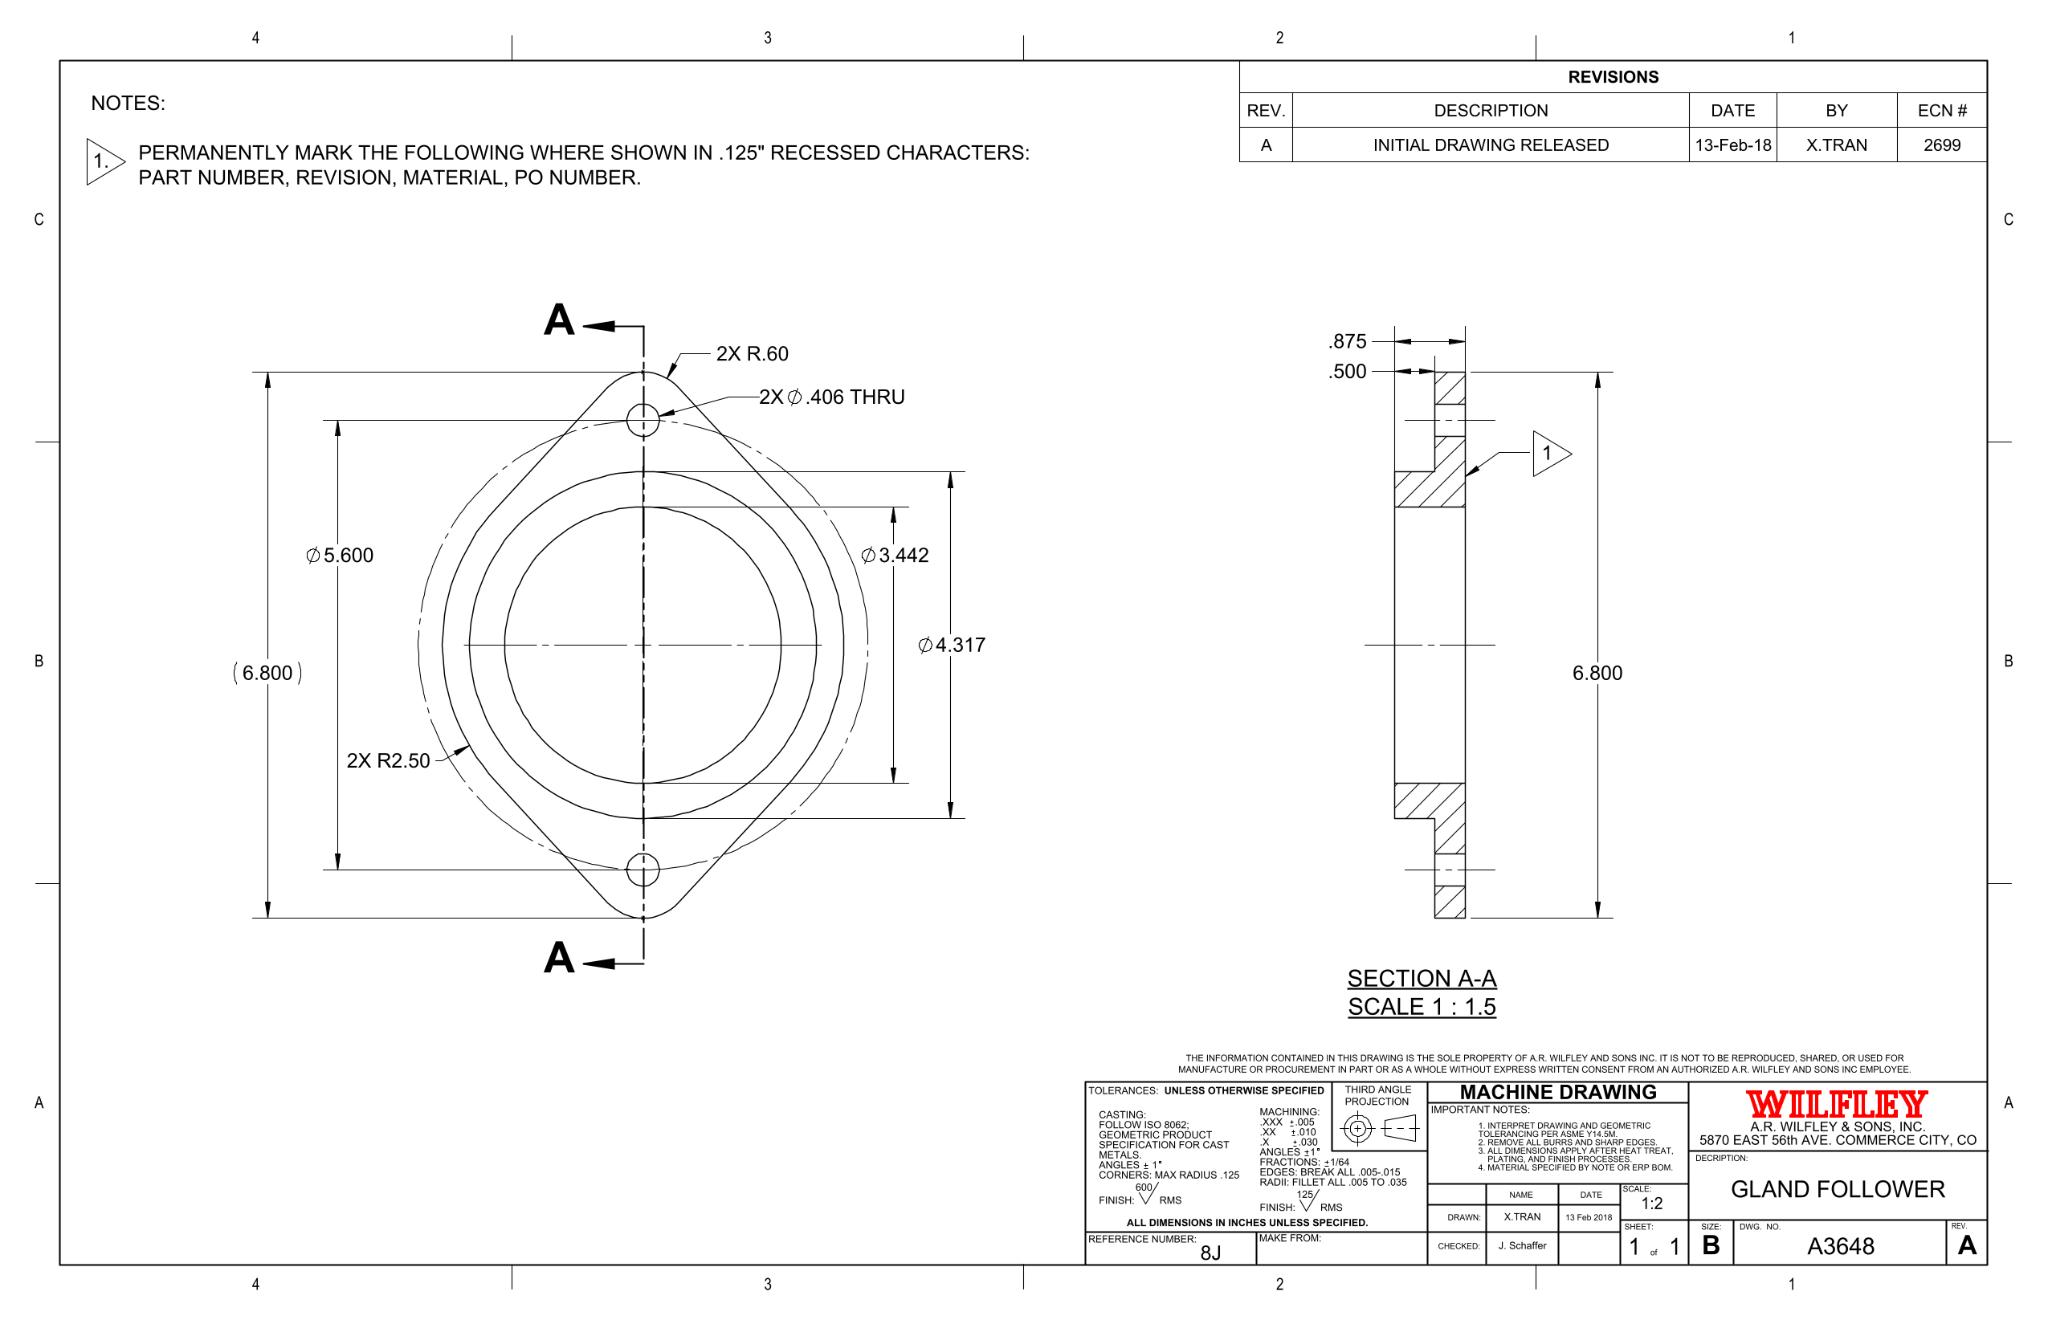 4 3 2 1
REVISIONS
REV. DESCRIPTION DATE BY ECN #
A INITIAL DRAWING RELEASED 13-Feb-18 X.TRAN 2699
NOTES:
1. PERMANENTLY MARK THE FOLLOWING WHERE SHOWN IN .125" RECESSED CHARACTERS:
PART NUMBER, REVISION, MATERIAL, PO NUMBER.
C C
A
2X R.60
2X ∅.406 THRU
∅5.600
∅3.442
∅4.317
(6.800)
2X R2.50
A
.875
.500
1
6.800
B B
SECTION A-A
SCALE 1 : 1.5
A A
THE INFORMATION CONTAINED IN THIS DRAWING IS THE SOLE PROPERTY OF A.R. WILFLEY AND SONS INC. IT IS NOT TO BE REPRODUCED, SHARED, OR USED FOR
MANUFACTURE OR PROCUREMENT IN PART OR AS A WHOLE WITHOUT EXPRESS WRITTEN CONSENT FROM AN AUTHORIZED A.R. WILFLEY AND SONS INC EMPLOYEE.
TOLERANCES: UNLESS OTHERWISE SPECIFIED
CASTING:
FOLLOW ISO 8062;
GEOMETRIC PRODUCT
SPECIFICATION FOR CAST
METALS.
ANGLES ± 1°
CORNERS: MAX RADIUS .125
600
FINISH: RMS
MACHINING:
.XXX ±.005
.XX ±.010
.X ±.030
ANGLES ±1°
FRACTIONS: ±1/64
EDGES: BREAK ALL .005-.015
RADII: FILLET ALL .005 TO .035
125
FINISH: RMS
ALL DIMENSIONS IN INCHES UNLESS SPECIFIED.
REFERENCE NUMBER:
8J
MAKE FROM:
THIRD ANGLE
PROJECTION
MACHINE DRAWING
IMPORTANT NOTES:
1. INTERPRET DRAWING AND GEOMETRIC
TOLERANCING PER ASME Y14.5M.
2. REMOVE ALL BURRS AND SHARP EDGES.
3. ALL DIMENSIONS APPLY AFTER HEAT TREAT,
PLATING, AND FINISH PROCESSES.
4. MATERIAL SPECIFIED BY NOTE OR ERP BOM.
NAME DATE
DRAWN: X.TRAN 13 Feb 2018
CHECKED: J. Schaffer
SCALE:
1:2
SHEET:
1 of 1
WILFLEY
A.R. WILFLEY & SONS, INC.
5870 EAST 56th AVE. COMMERCE CITY, CO
DECRIPTION:
GLAND FOLLOWER
SIZE: DWG. NO. REV.
B A3648 A
4 3 2 1